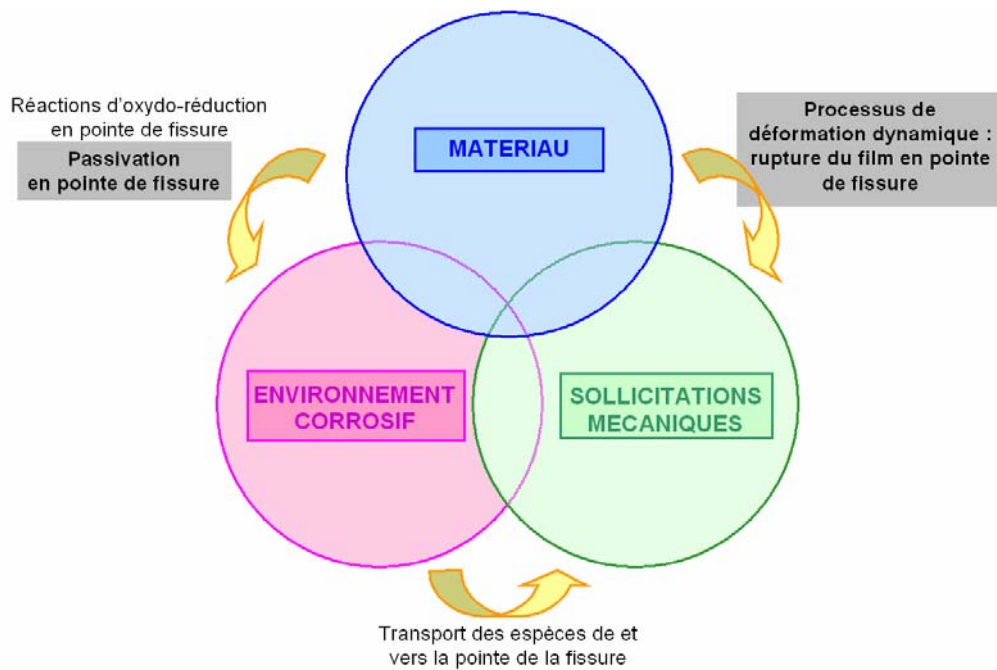 Réactions d'oxydo-réduction
en pointe de fissure
Passivation
en pointe de fissure
MATERIAU
Processus de
déformation dynamique :
rupture du film en pointe
de fissure
ENVIRONNEMENT
CORROSIF
SOLLICITATIONS
MECANIQUES
Transport des espèces de et
vers la pointe de la fissure